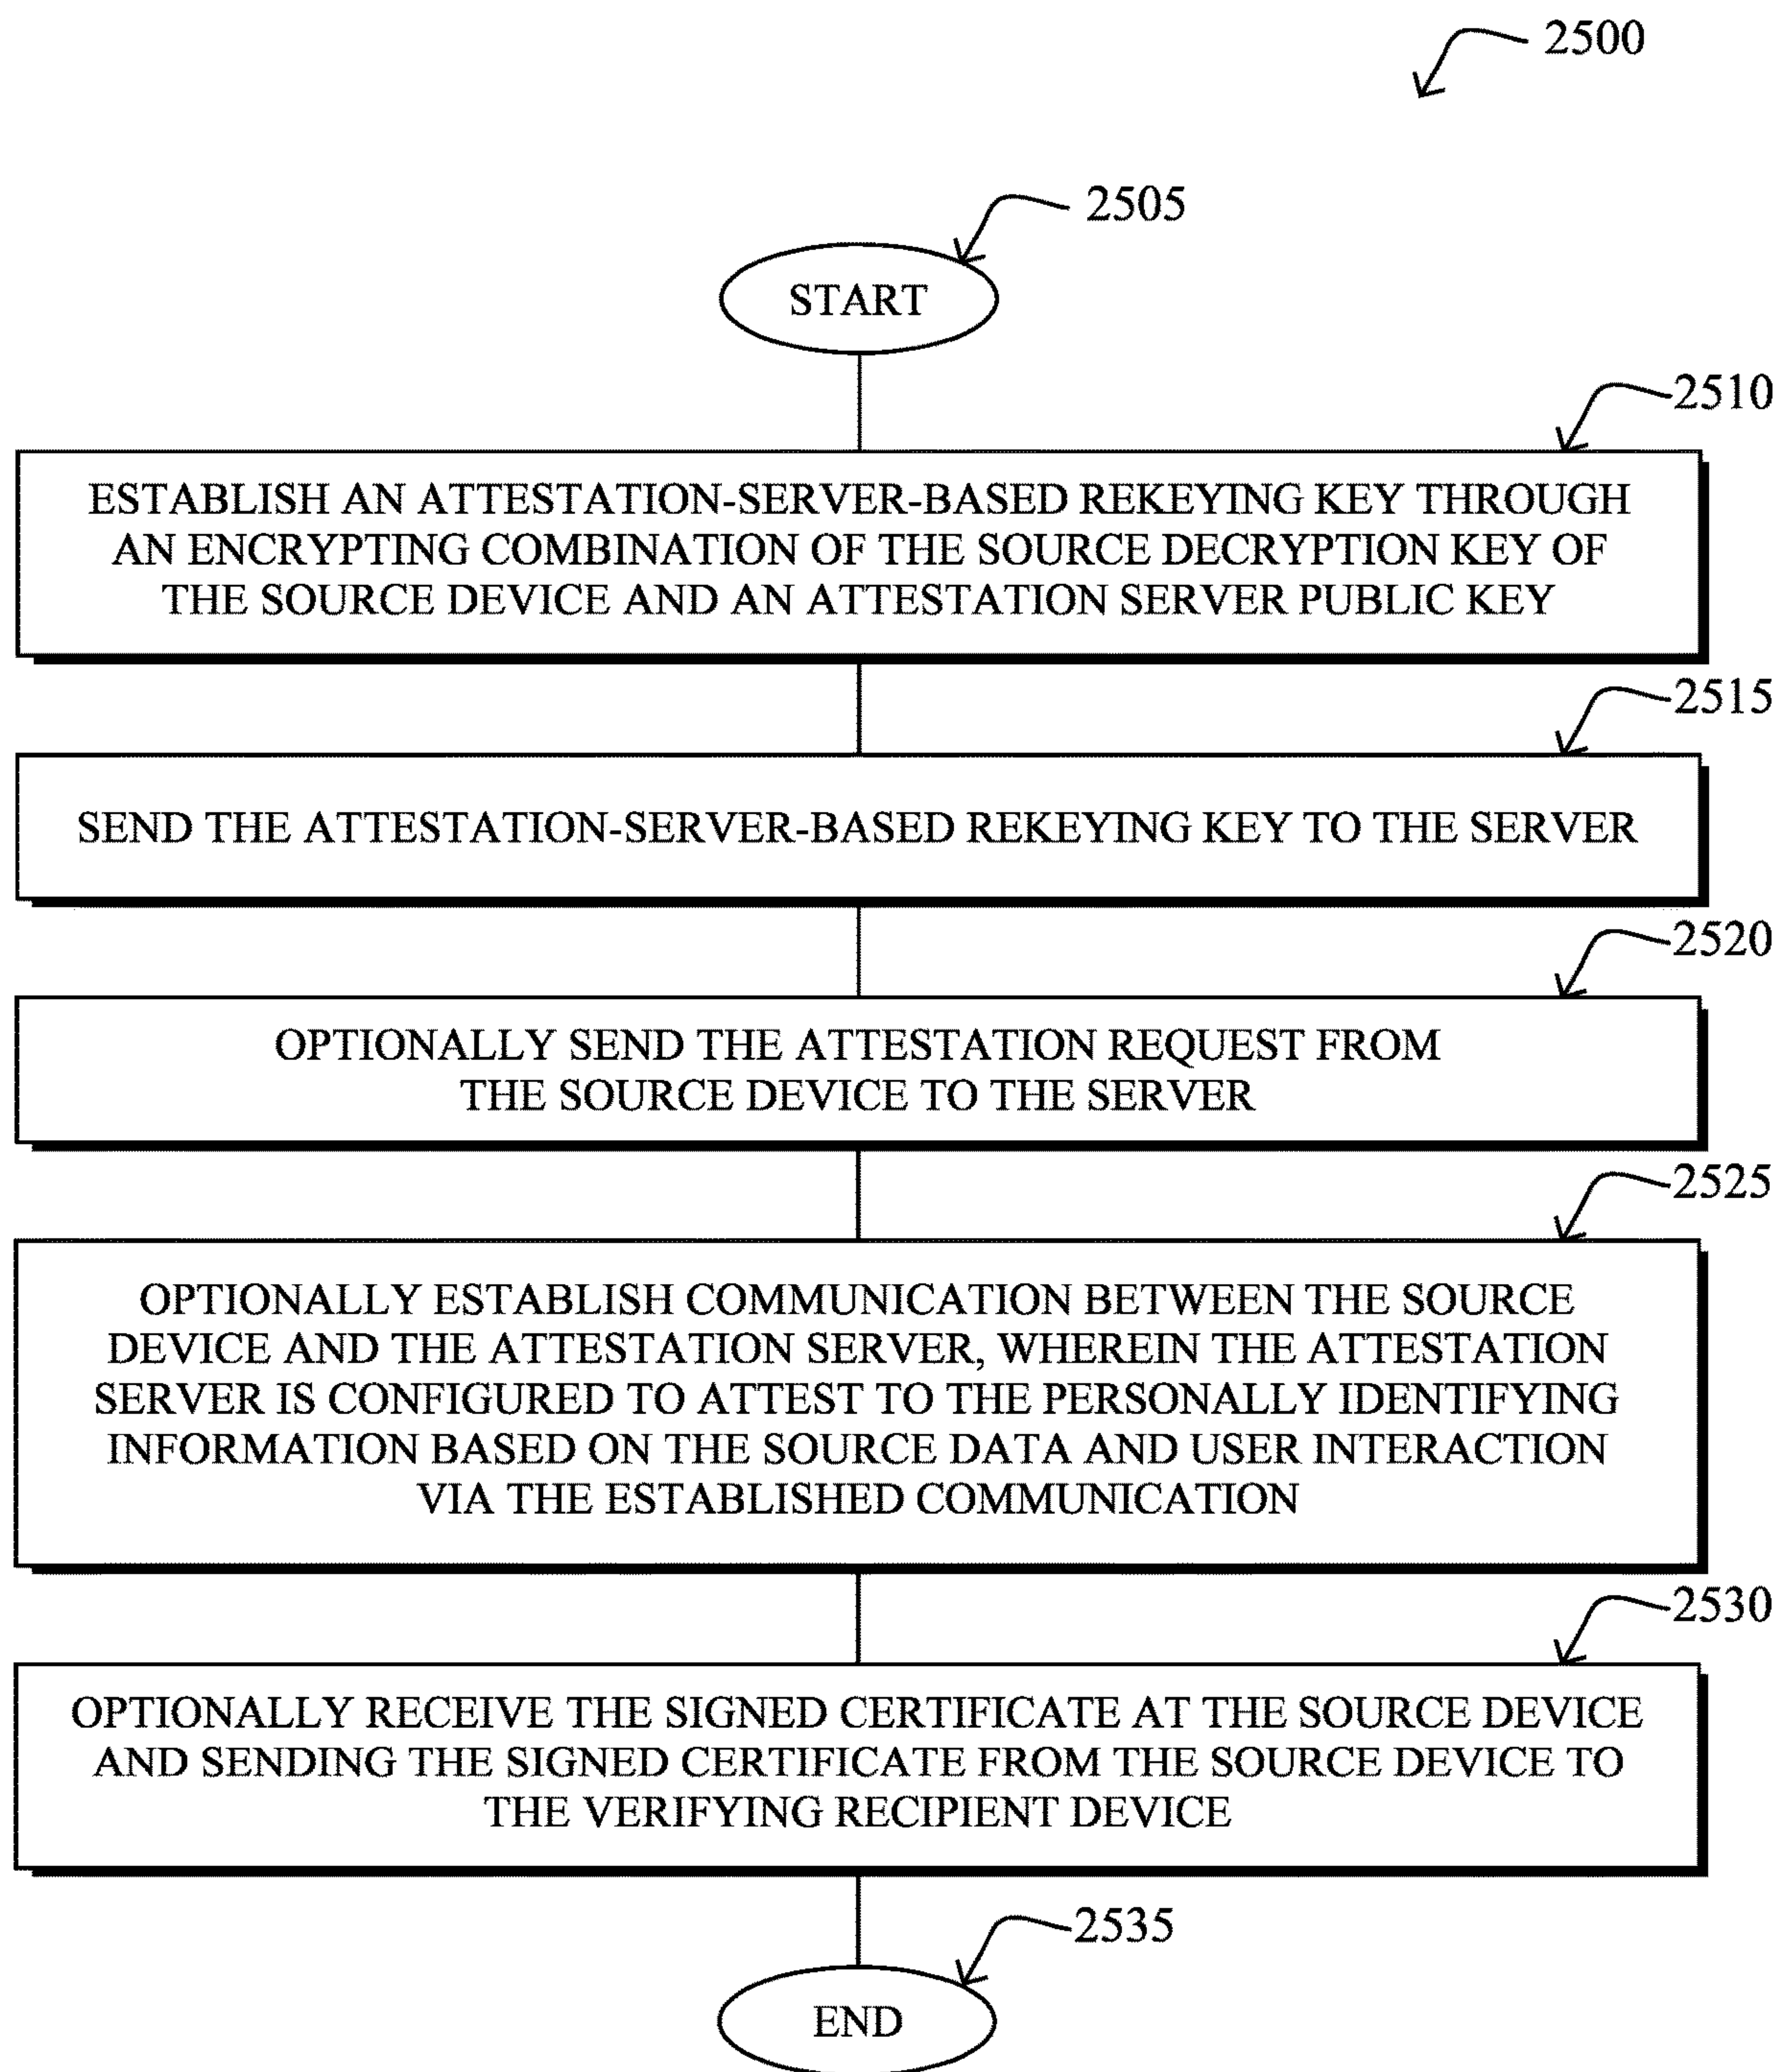 2500
2505
START
2510
ESTABLISH AN ATTESTATION-SERVER-BASED REKEYING KEY THROUGH
AN ENCRYPTING COMBINATION OF THE SOURCE DECRYPTION KEY OF
THE SOURCE DEVICE AND AN ATTESTATION SERVER PUBLIC KEY
2515
SEND THE ATTESTATION-SERVER-BASED REKEYING KEY TO THE SERVER
2520
OPTIONALLY SEND THE ATTESTATION REQUEST FROM
THE SOURCE DEVICE TO THE SERVER
2525
OPTIONALLY ESTABLISH COMMUNICATION BETWEEN THE SOURCE
DEVICE AND THE ATTESTATION SERVER, WHEREIN THE ATTESTATION
SERVER IS CONFIGURED TO ATTEST TO THE PERSONALLY IDENTIFYING
INFORMATION BASED ON THE SOURCE DATA AND USER INTERACTION
VIA THE ESTABLISHED COMMUNICATION
2530
OPTIONALLY RECEIVE THE SIGNED CERTIFICATE AT THE SOURCE DEVICE
AND SENDING THE SIGNED CERTIFICATE FROM THE SOURCE DEVICE TO
THE VERIFYING RECIPIENT DEVICE
2535
END